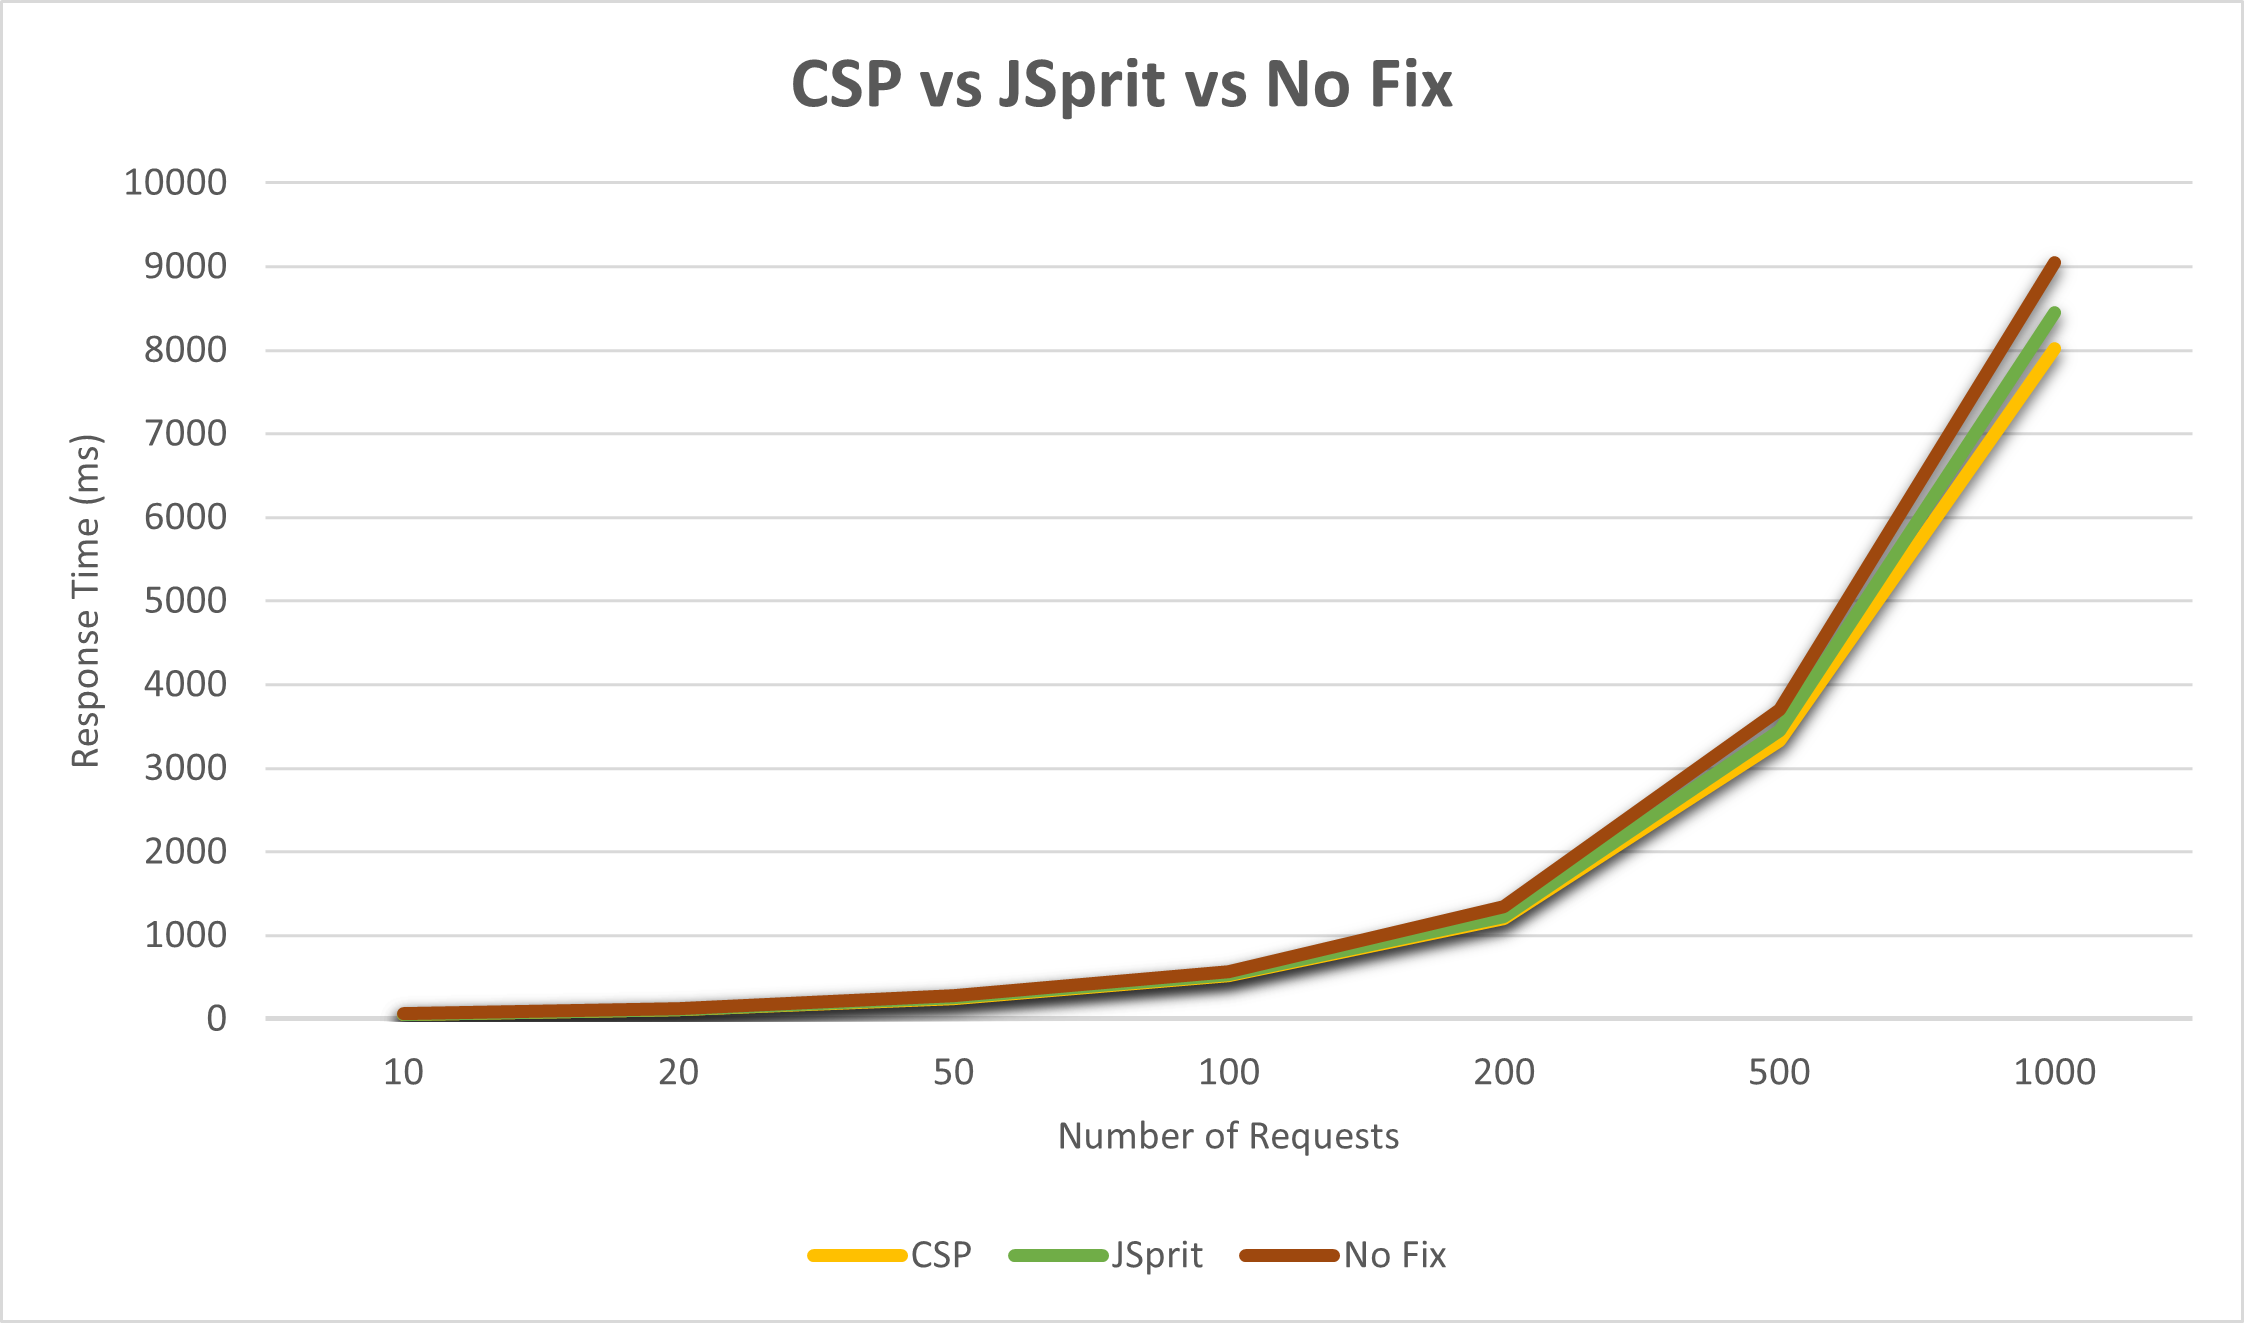 CSP vs JSprit vs No Fix
10000
9000
8000
7000
6000
5000
4000
3000
2000
1000
0
Response Time (ms)
10 20 50 100 200 500 1000
Number of Requests
CSP JSprit No Fix